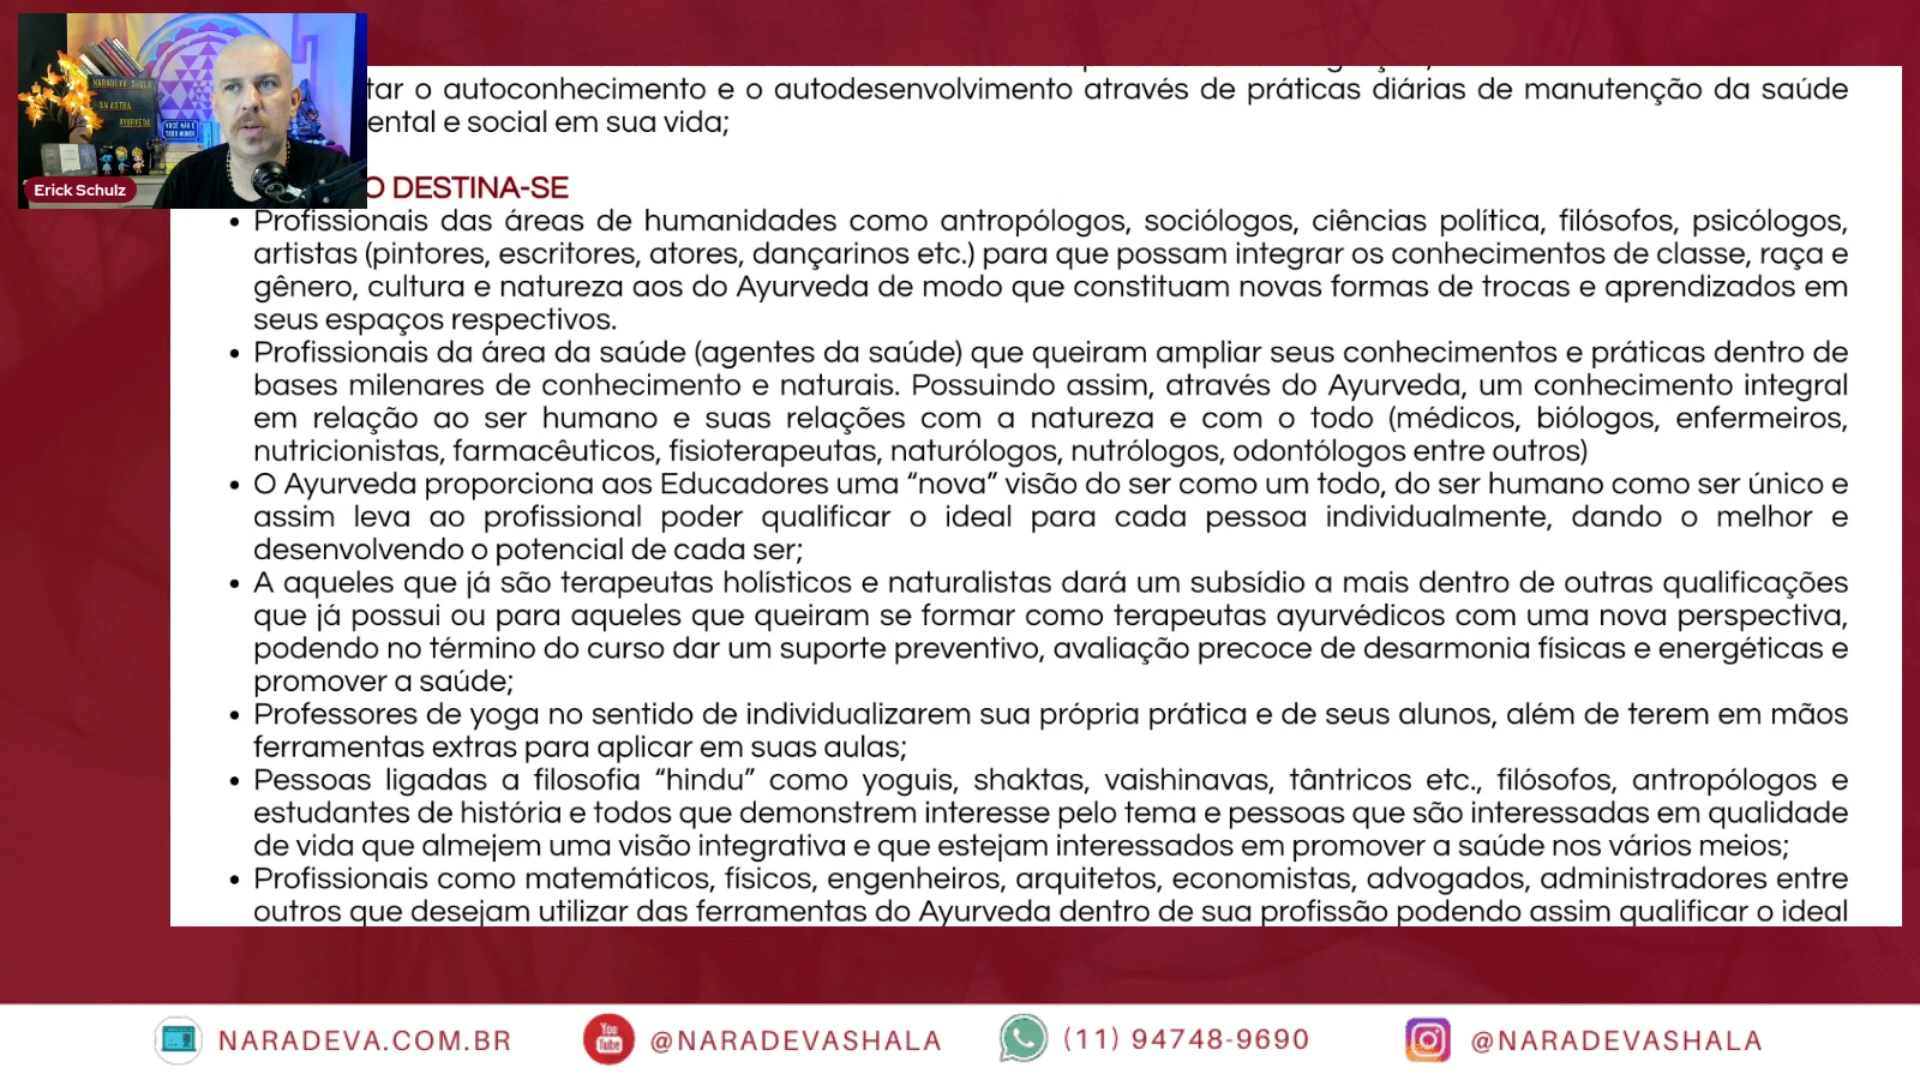 NARADEVA SHALA
SHASTRA
AYURVEDA
VOCÊ NÃO É
TODO MUNDO
Erick Schulz
tar o autoconhecimento e o autodesenvolvimento através de práticas diárias de manutenção da saúde
ental e social em sua vida;
O DESTINA-SE
• Profissionais das áreas de humanidades como antropólogos, sociólogos, ciências política, filósofos, psicólogos,
artistas (pintores, escritores, atores, dançarinos etc.) para que possam integrar os conhecimentos de classe, raça e
gênero, cultura e natureza aos do Ayurveda de modo que constituam novas formas de trocas e aprendizados em
seus espaços respectivos.
• Profissionais da área da saúde (agentes da saúde) que queiram ampliar seus conhecimentos e práticas dentro de
bases milenares de conhecimento e naturais. Possuindo assim, através do Ayurveda, um conhecimento integral
em relação ao ser humano e suas relações com a natureza e com o todo (médicos, biólogos, enfermeiros,
nutricionistas, farmacêuticos, fisioterapeutas, naturólogos, nutrólogos, odontólogos entre outros)
• O Ayurveda proporciona aos Educadores uma “nova” visão do ser como um todo, do ser humano como ser único e
assim leva ao profissional poder qualificar o ideal para cada pessoa individualmente, dando o melhor e
desenvolvendo o potencial de cada ser;
• A aqueles que já são terapeutas holísticos e naturalistas dará um subsídio a mais dentro de outras qualificações
que já possui ou para aqueles que queiram se formar como terapeutas ayurvédicos com uma nova perspectiva,
podendo no término do curso dar um suporte preventivo, avaliação precoce de desarmonia físicas e energéticas e
promover a saúde;
• Professores de yoga no sentido de individualizarem sua própria prática e de seus alunos, além de terem em mãos
ferramentas extras para aplicar em suas aulas;
• Pessoas ligadas a filosofia “hindu” como yoguis, shaktas, vaishinavas, tântricos etc., filósofos, antropólogos e
estudantes de história e todos que demonstrem interesse pelo tema e pessoas que são interessadas em qualidade
de vida que almejem uma visão integrativa e que estejam interessados em promover a saúde nos vários meios;
• Profissionais como matemáticos, físicos, engenheiros, arquitetos, economistas, advogados, administradores entre
outros que desejam utilizar das ferramentas do Ayurveda dentro de sua profissão podendo assim qualificar o ideal
NARADEVA.COM.BR
You
Tube
@NARADEVASHALA
(11) 94748-9690
@NARADEVASHALA